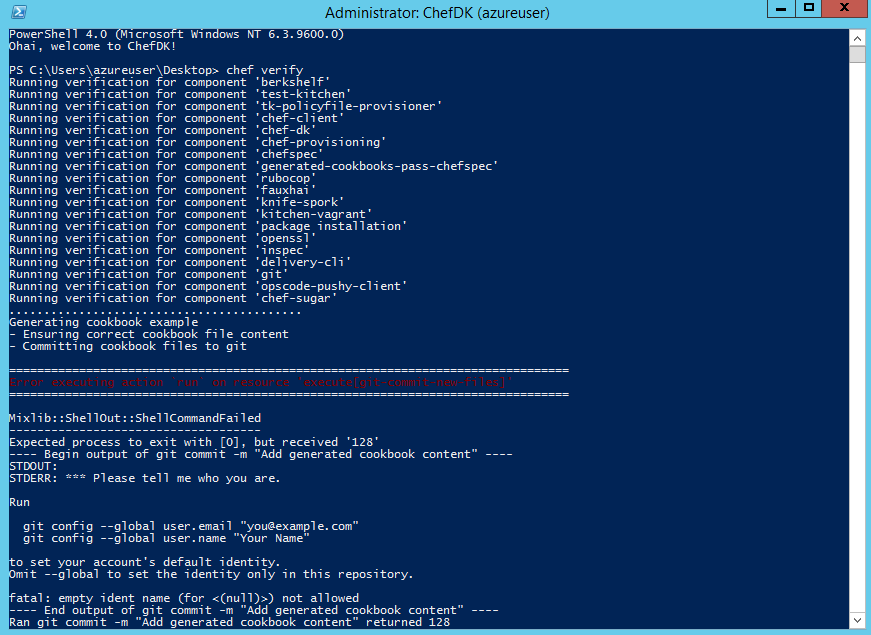 Administrator: ChefDK (azureuser)
PowerShell 4.0 (Microsoft Windows NT 6.3.9600.0)
Ohai, welcome to ChefDK!
PS C:\Users\azureuser\Desktop> chef verify
Running verification for component 'berkshelf'
Running verification for component 'test-kitchen'
Running verification for component 'tk-policyfile-provisioner'
Running verification for component 'chef-client'
Running verification for component 'chef-dk'
Running verification for component 'chef-provisioning'
Running verification for component 'chefspec'
Running verification for component 'generated-cookbooks-pass-chefspec'
Running verification for component 'rubocop'
Running verification for component 'fauxhai'
Running verification for component 'knife-spork'
Running verification for component 'kitchen-vagrant'
Running verification for component 'package installation'
Running verification for component 'openssl'
Running verification for component 'inspec'
Running verification for component 'delivery-cli'
Running verification for component 'git'
Running verification for component 'opscode-pushy-client'
Running verification for component 'chef-sugar'
..........................................
Generating cookbook example
- Ensuring correct cookbook file content
- Committing cookbook files to git
================================================================================
Error executing action `run` on resource 'execute[git-commit-new-files]'
================================================================================
Mixlib::ShellOut::ShellCommandFailed
------------------------------------
Expected process to exit with [0], but received '128'
---- Begin output of git commit -m "Add generated cookbook content" ----
STDOUT:
STDERR: *** Please tell me who you are.
Run
git config --global user.email "you@example.com"
git config --global user.name "Your Name"
to set your account's default identity.
Omit --global to set the identity only in this repository.
fatal: empty ident name (for <(null)>) not allowed
---- End output of git commit -m "Add generated cookbook content" ----
Ran git commit -m "Add generated cookbook content" returned 128